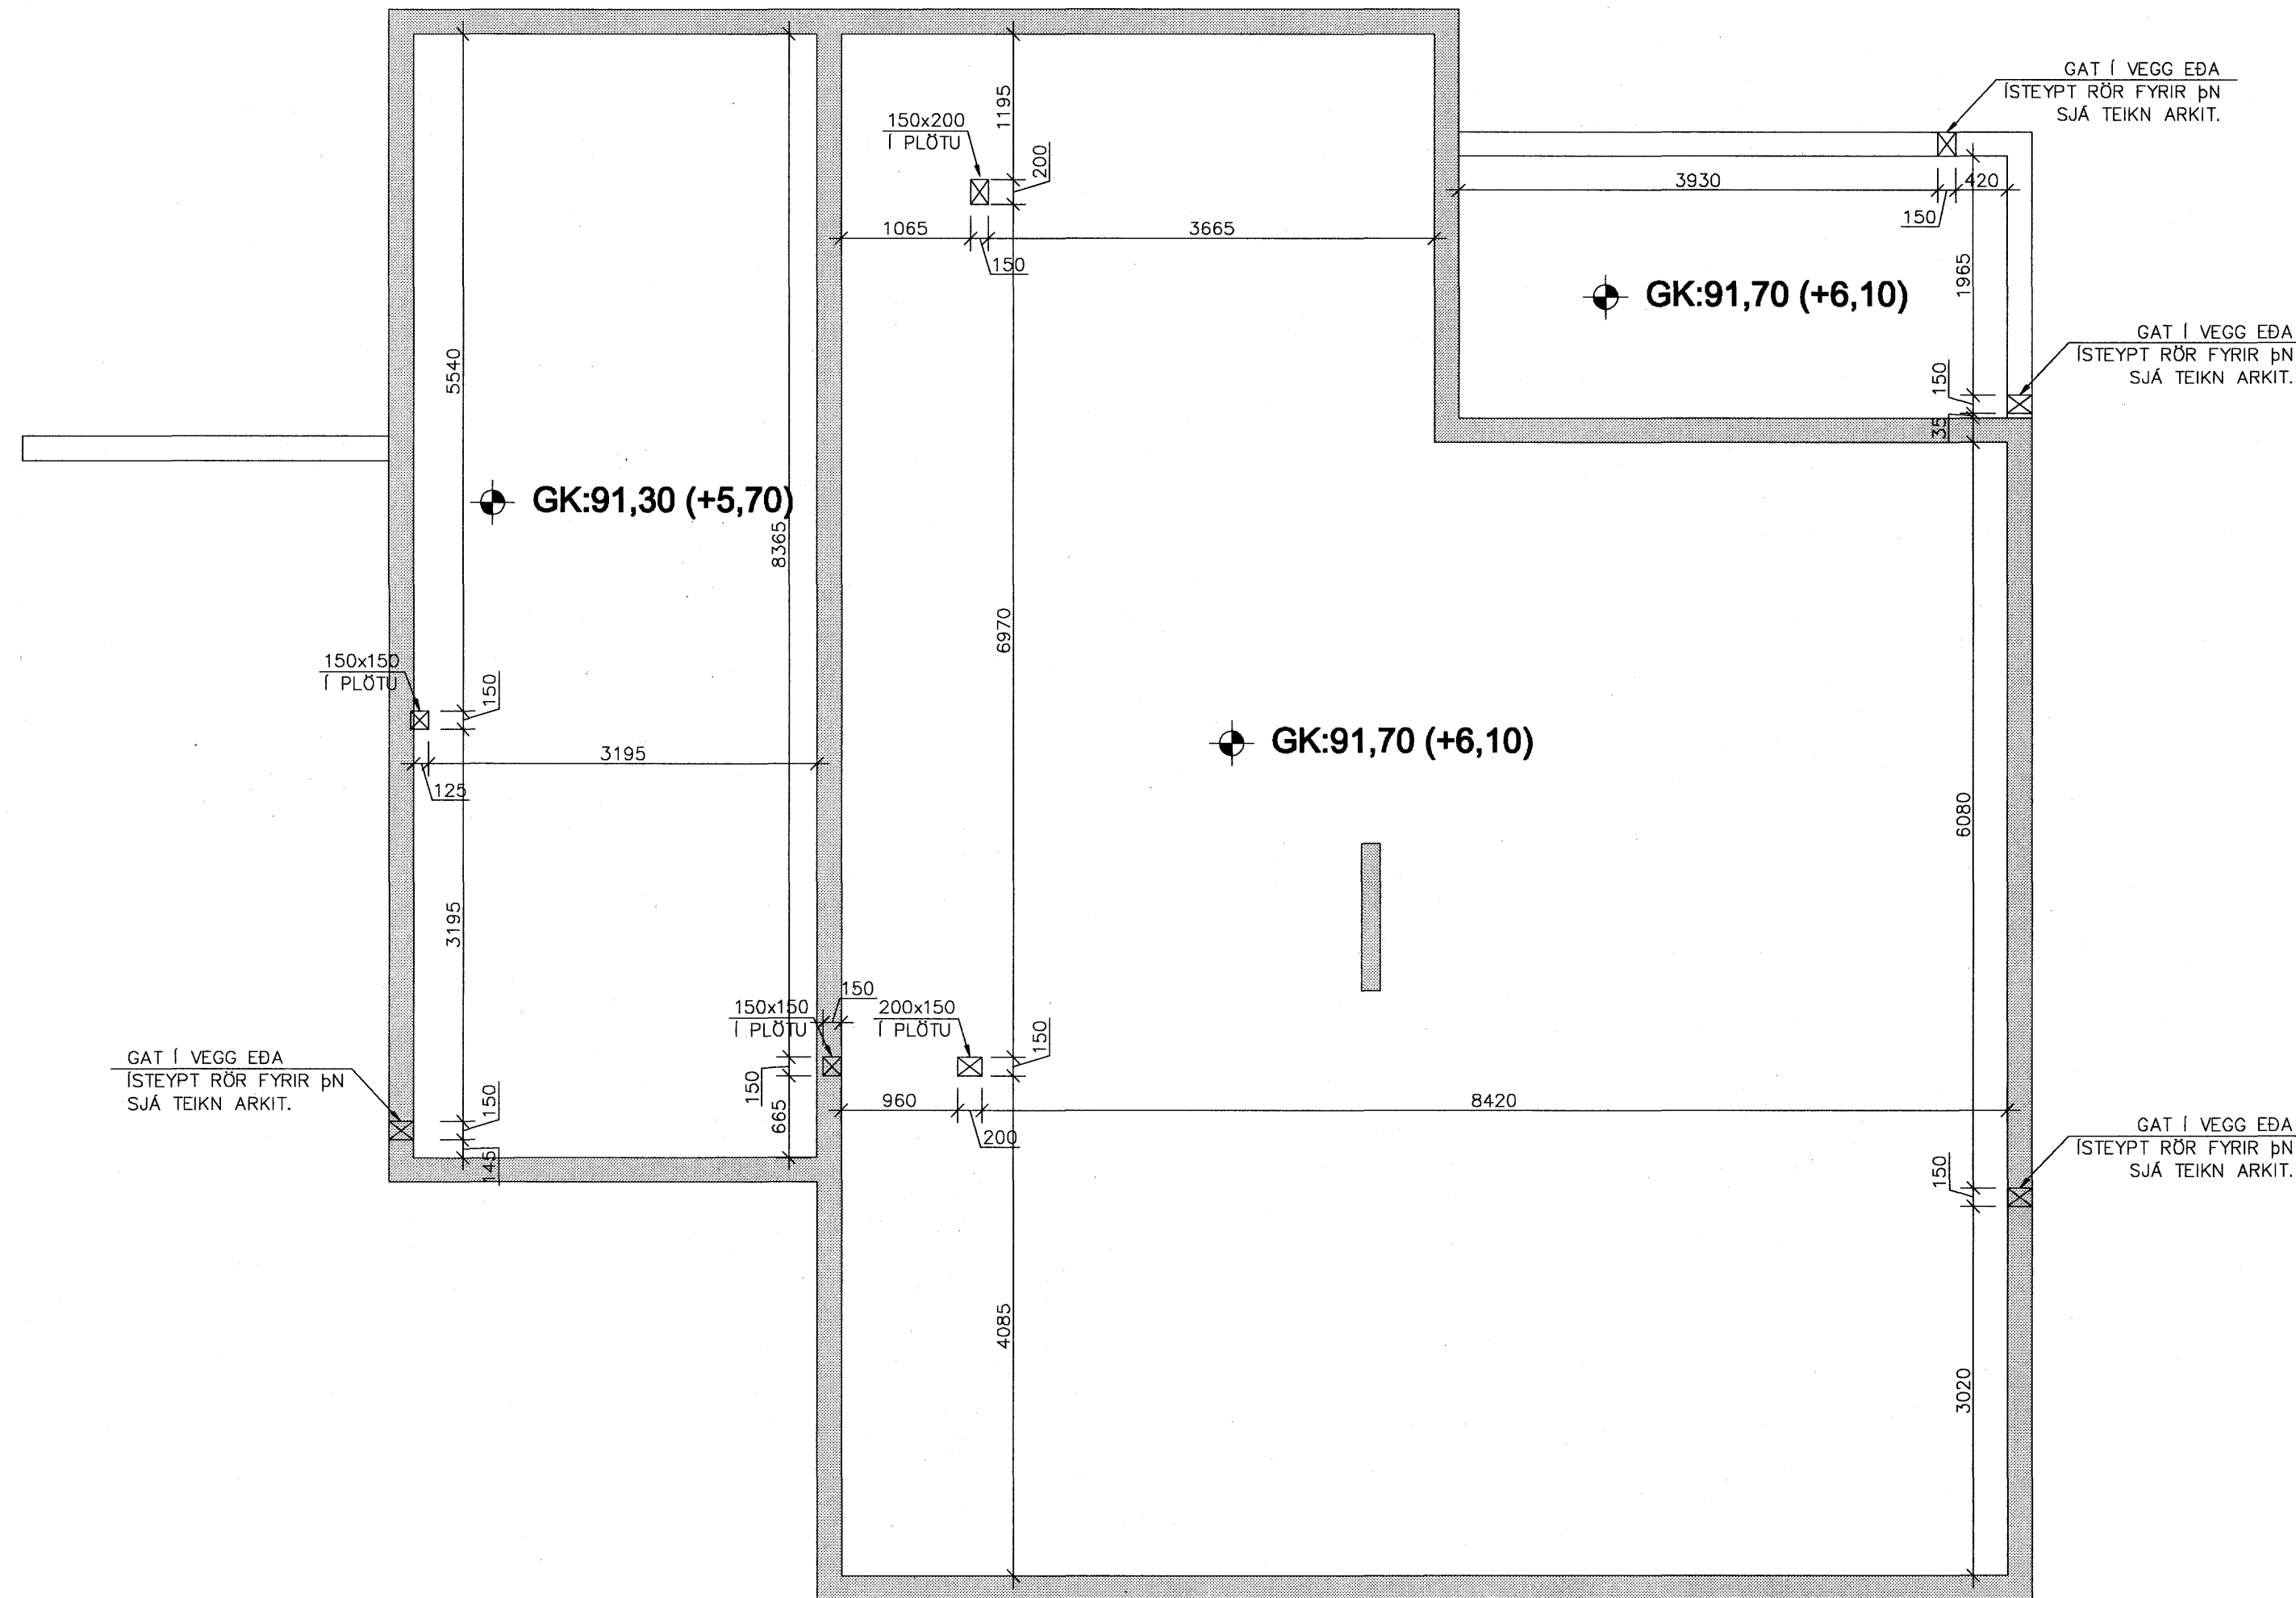 GAT Í VEGG EÐA
ÍSTEYPT RÖR FYRIR ÞN
SJÁ TEIKN ARKIT.
1195
150x200
Í PLÖTU
200
3930
420
150
1065
3665
150
1965
GK:91,70 (+6,10)
GAT Í VEGG EÐA
ÍSTEYPT RÖR FYRIR ÞN
SJÁ TEIKN ARKIT.
150
35
5540
GK:91,30 (+5,70)
8365
6970
150x150
Í PLÖTU
150
3195
125
GK:91,70 (+6,10)
6080
3195
150
150x150
Í PLÖTU
200x150
Í PLÖTU
150
150
665
960
200
8420
GAT Í VEGG EÐA
ÍSTEYPT RÖR FYRIR ÞN
SJÁ TEIKN ARKIT.
150
145
GAT Í VEGG EÐA
ÍSTEYPT RÖR FYRIR ÞN
SJÁ TEIKN ARKIT.
150
4085
3020